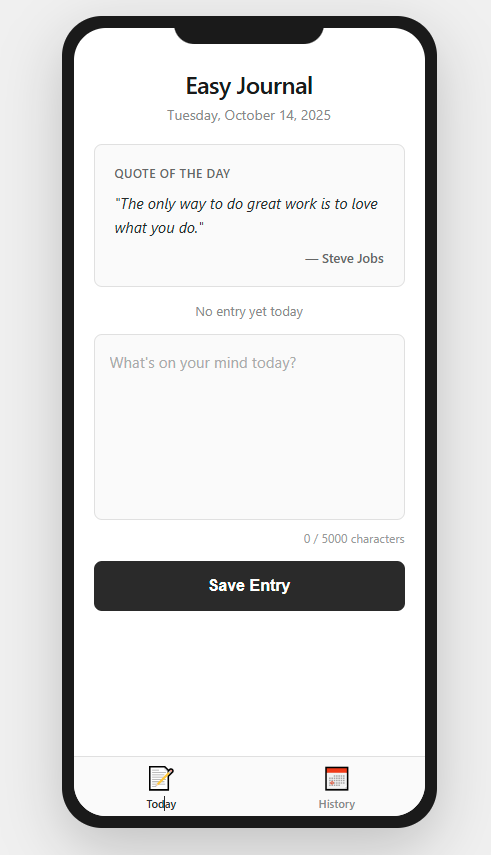 Easy Journal
Tuesday, October 14, 2025
QUOTE OF THE DAY
"The only way to do great work is to love
what you do."
— Steve Jobs
No entry yet today
What's on your mind today?
0 / 5000 characters
Save Entry
Today
History